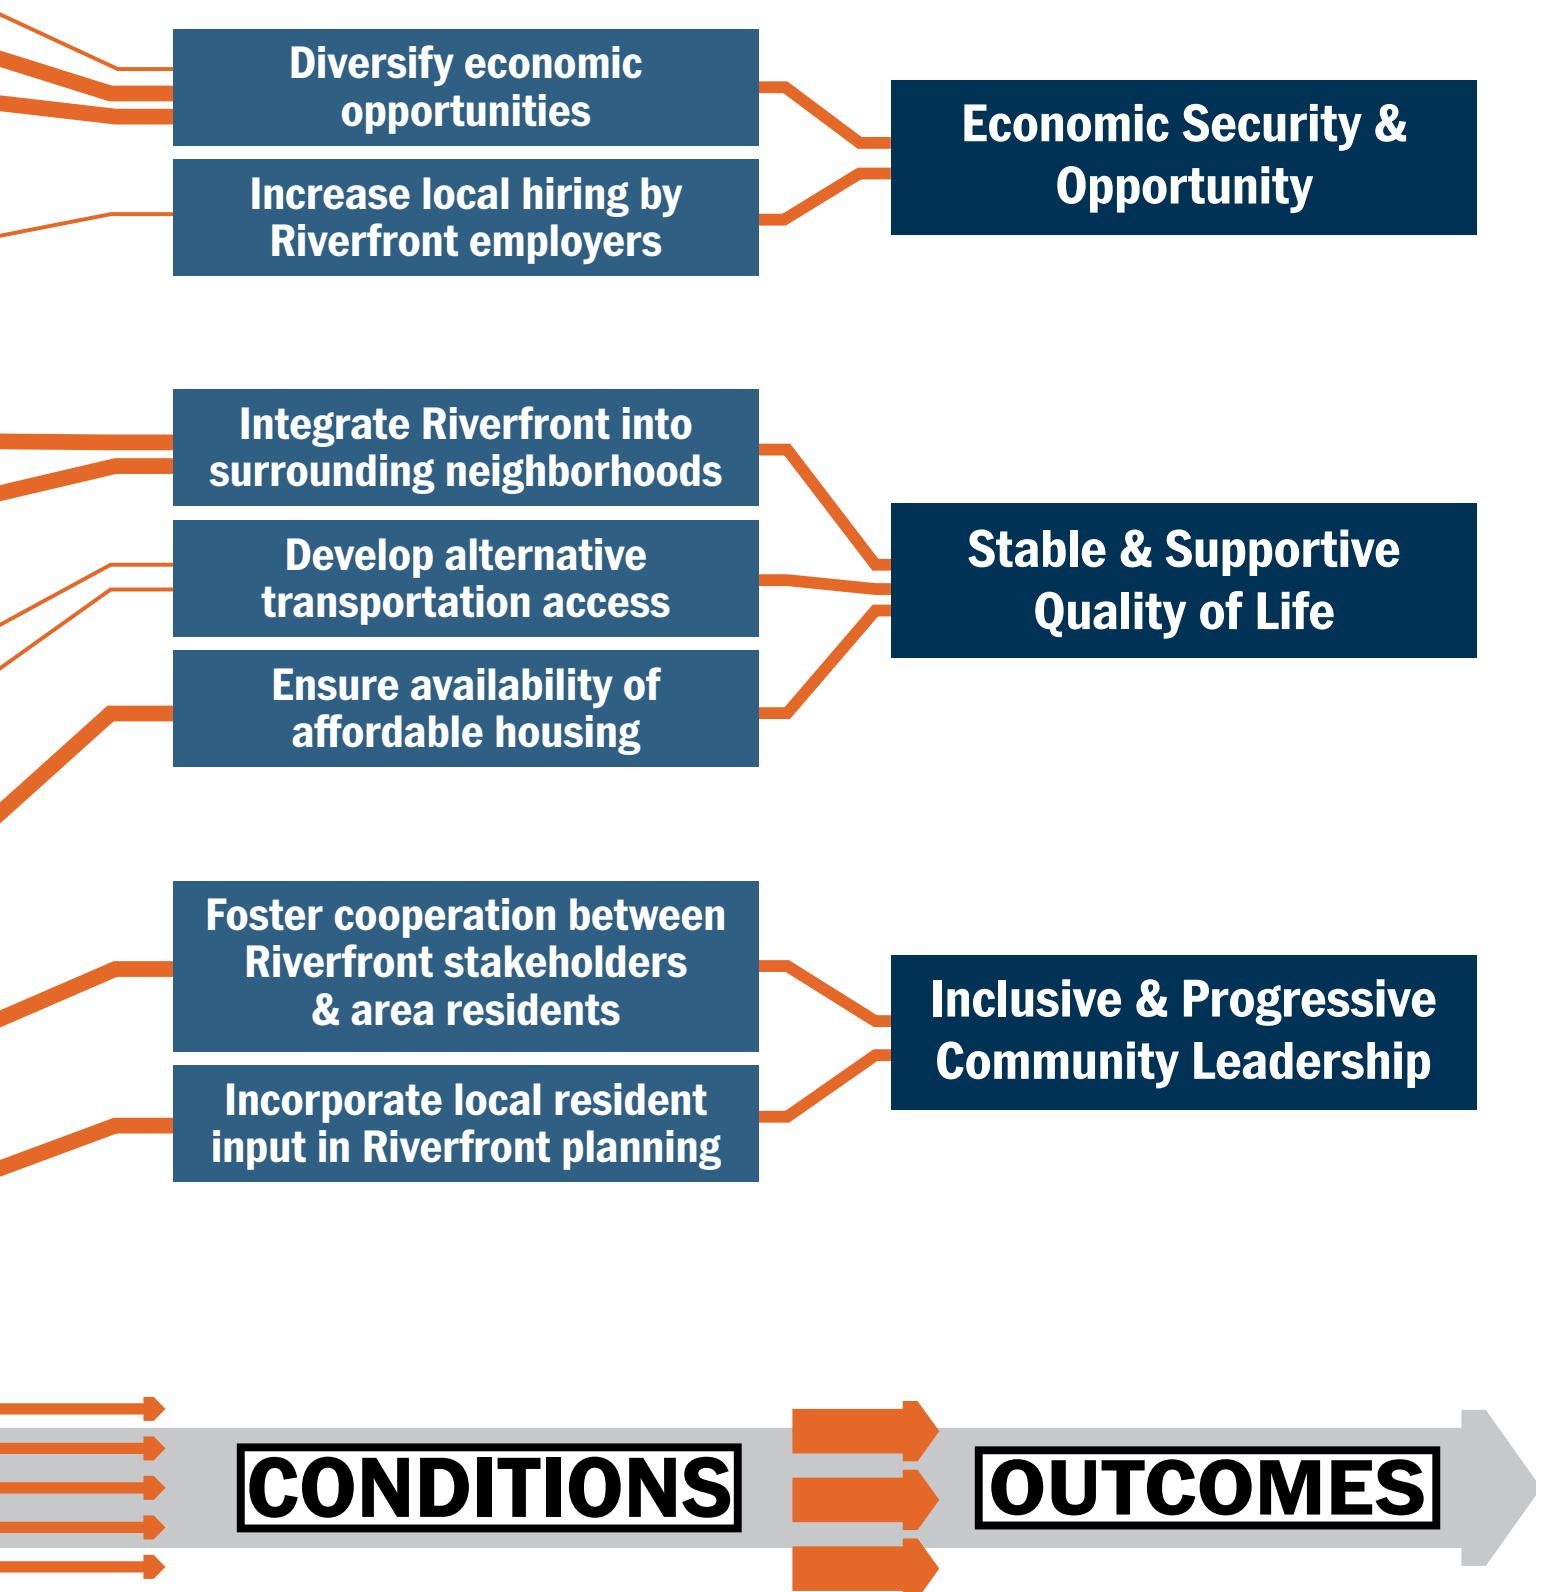 Diversify economic
opportunities
Increase local hiring by
Riverfront employers
Economic Security &
Opportunity
Integrate Riverfront into
surrounding neighborhoods
Develop alternative
transportation access
Ensure availability of
affordable housing
Stable & Supportive
Quality of Life
Foster cooperation between
Riverfront stakeholders
& area residents
Incorporate local resident
input in Riverfront planning
Inclusive & Progressive
Community Leadership
CONDITIONS
OUTCOMES